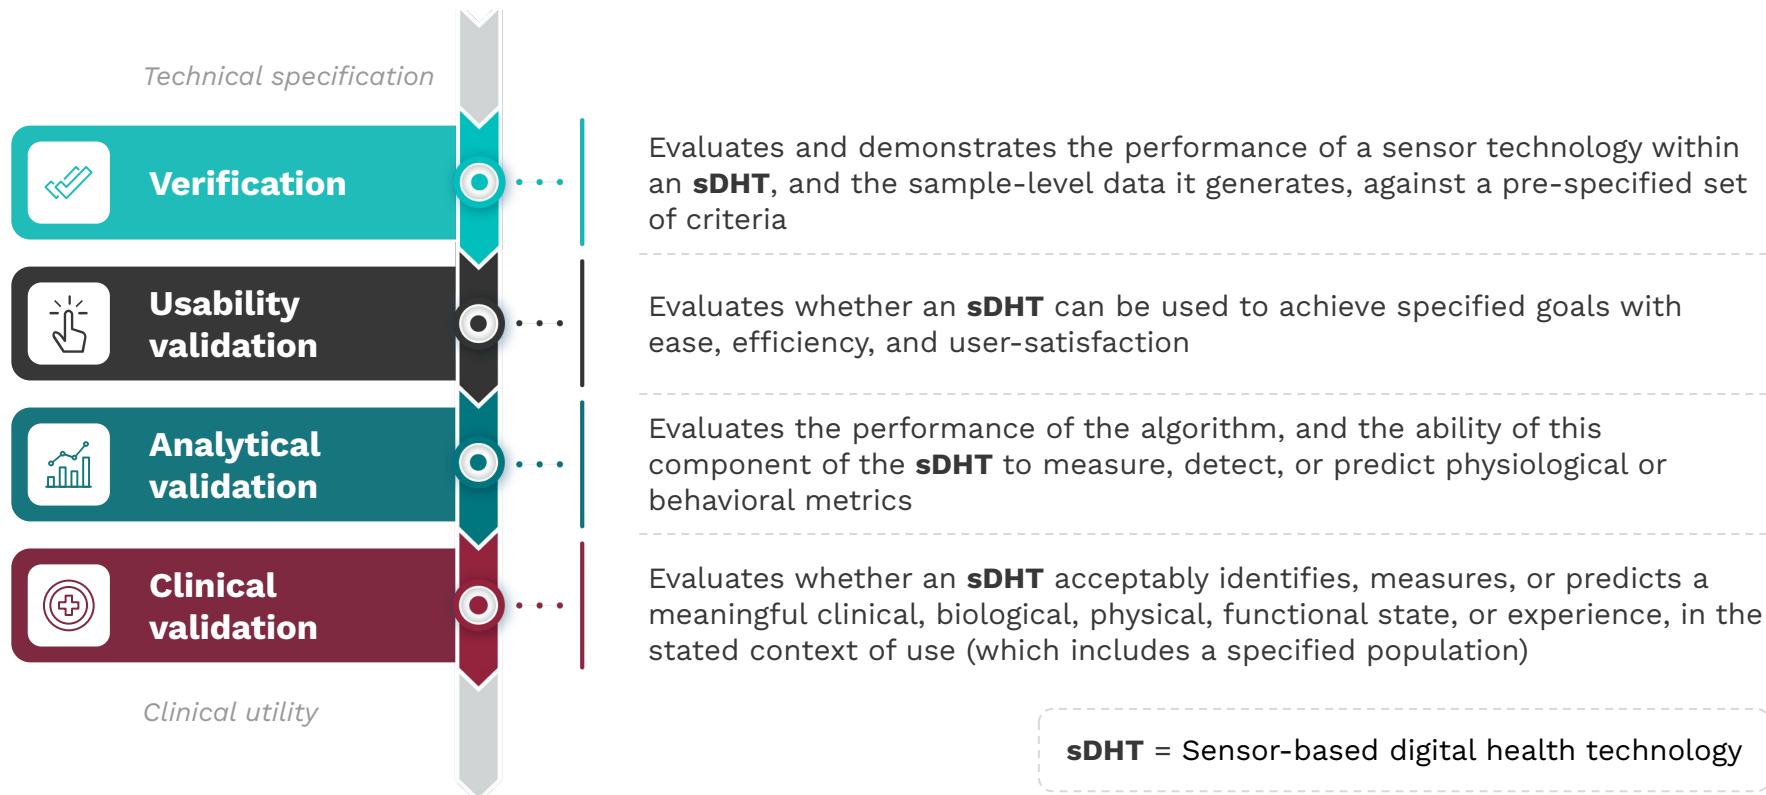 Technical specification
Verification
Evaluates and demonstrates the performance of a sensor technology within
an sDHT, and the sample-level data it generates, against a pre-specified set
of criteria
Usability
validation
Evaluates whether an sDHT can be used to achieve specified goals with
ease, efficiency, and user-satisfaction
Analytical
validation
Evaluates the performance of the algorithm, and the ability of this
component of the sDHT to measure, detect, or predict physiological or
behavioral metrics
Clinical
validation
Evaluates whether an sDHT acceptably identifies, measures, or predicts a
meaningful clinical, biological, physical, functional state, or experience, in the
stated context of use (which includes a specified population)
Clinical utility
sDHT = Sensor-based digital health technology